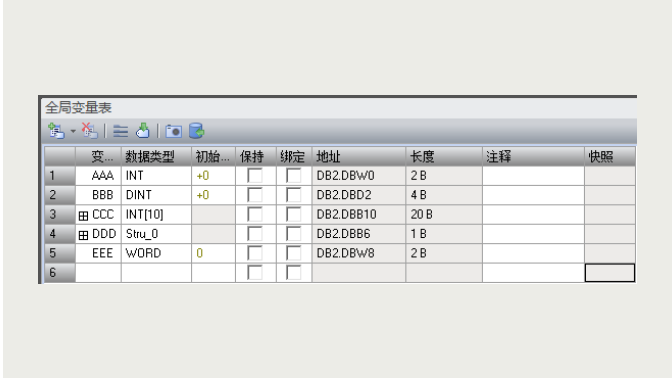 全局变量表
变... 数据类型 初始... 保持 绑定 地址 长度 注释 快照
1 AAA INT +0 DB2.DBW0 2 B
2 BBB DINT +0 DB2.DBD2 4 B
3 CCC INT[10] DB2.DBB10 20 B
4 DDD Stru_0 DB2.DBB6 1 B
5 EEE WORD 0 DB2.DBW8 2 B
6